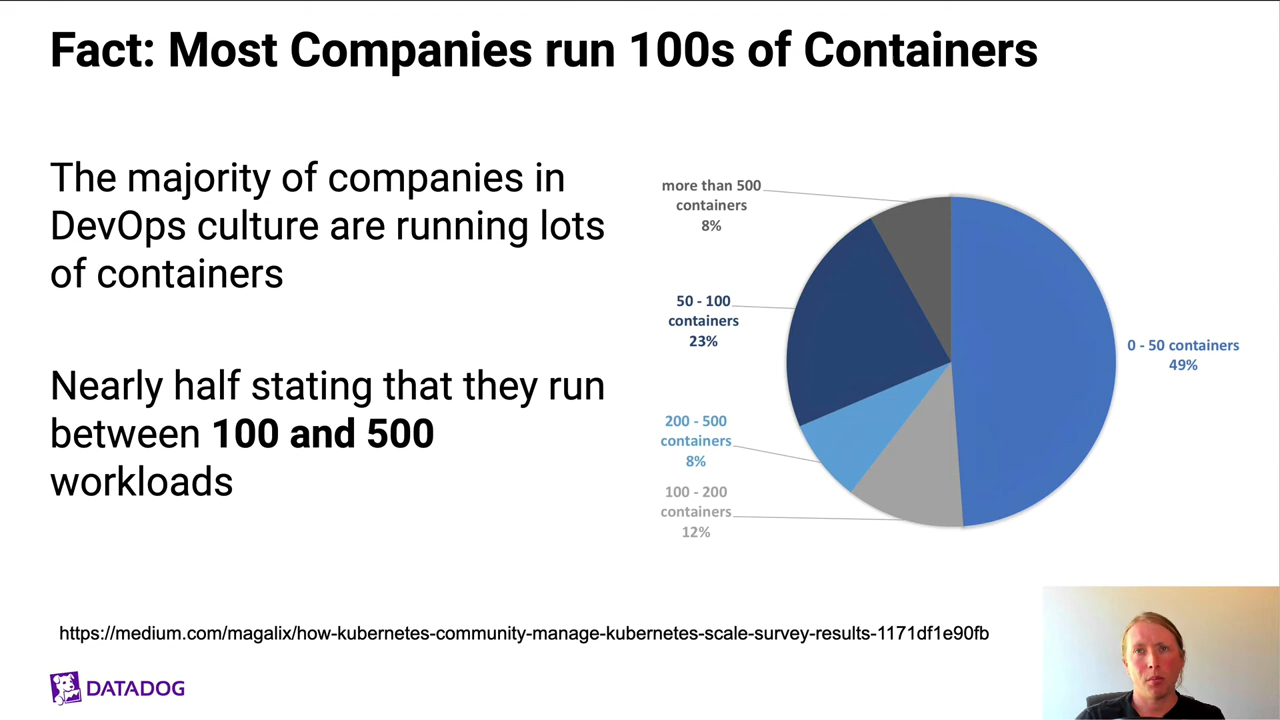 Fact: Most Companies run 100s of Containers
The majority of companies in
DevOps culture are running lots
of containers
Nearly half stating that they run
between 100 and 500
workloads
more than 500
containers
8%
50 - 100
containers
23%
200 - 500
containers
8%
100 - 200
containers
12%
0 - 50 containers
49%
https://medium.com/magalix/how-kubernetes-community-manage-kubernetes-scale-survey-results-1171df1e90fb
DATADOG